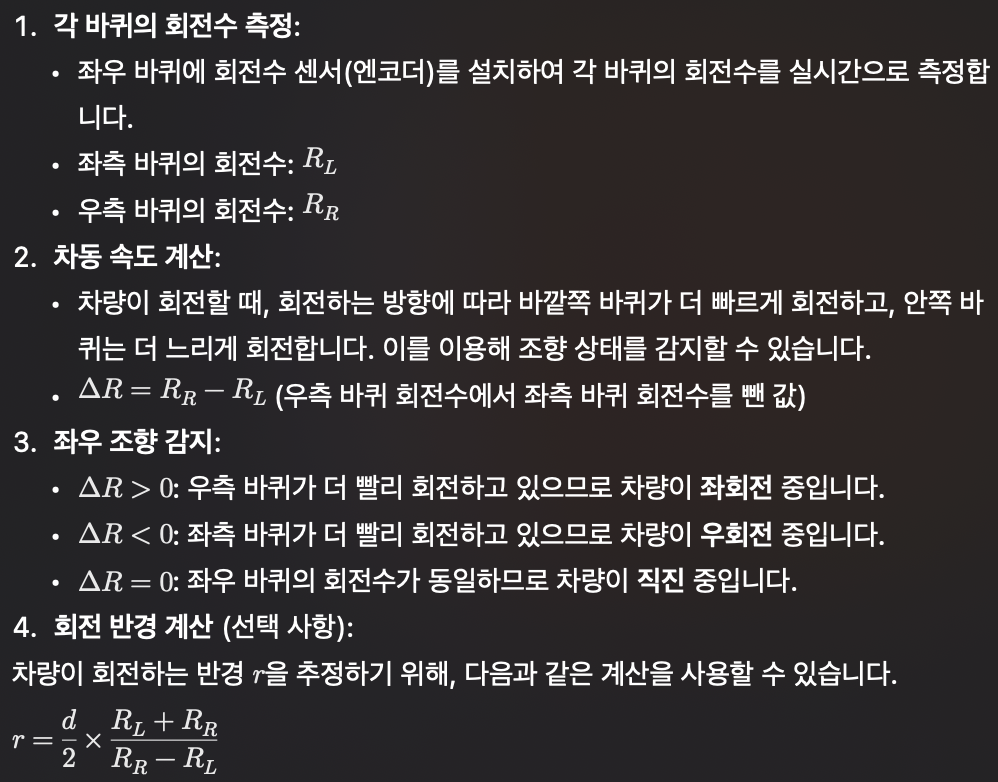 1. 각 바퀴의 회전수 측정:
• 좌우 바퀴에 회전수 센서(엔코더)를 설치하여 각 바퀴의 회전수를 실시간으로 측정합
니다.
• 좌측 바퀴의 회전수: R_L
• 우측 바퀴의 회전수: R_R
2. 차동 속도 계산:
• 차량이 회전할 때, 회전하는 방향에 따라 바깥쪽 바퀴가 더 빠르게 회전하고, 안쪽 바
퀴는 더 느리게 회전합니다. 이를 이용해 조향 상태를 감지할 수 있습니다.
• ΔR = R_R − R_L (우측 바퀴 회전수에서 좌측 바퀴 회전수를 뺀 값)
3. 좌우 조향 감지:
• ΔR > 0: 우측 바퀴가 더 빨리 회전하고 있으므로 차량이 좌회전 중입니다.
• ΔR < 0: 좌측 바퀴가 더 빨리 회전하고 있으므로 차량이 우회전 중입니다.
• ΔR = 0: 좌우 바퀴의 회전수가 동일하므로 차량이 직진 중입니다.
4. 회전 반경 계산 (선택 사항):
차량이 회전하는 반경 r을 추정하기 위해, 다음과 같은 계산을 사용할 수 있습니다.
r = d/2 × (R_L + R_R)/(R_R − R_L)